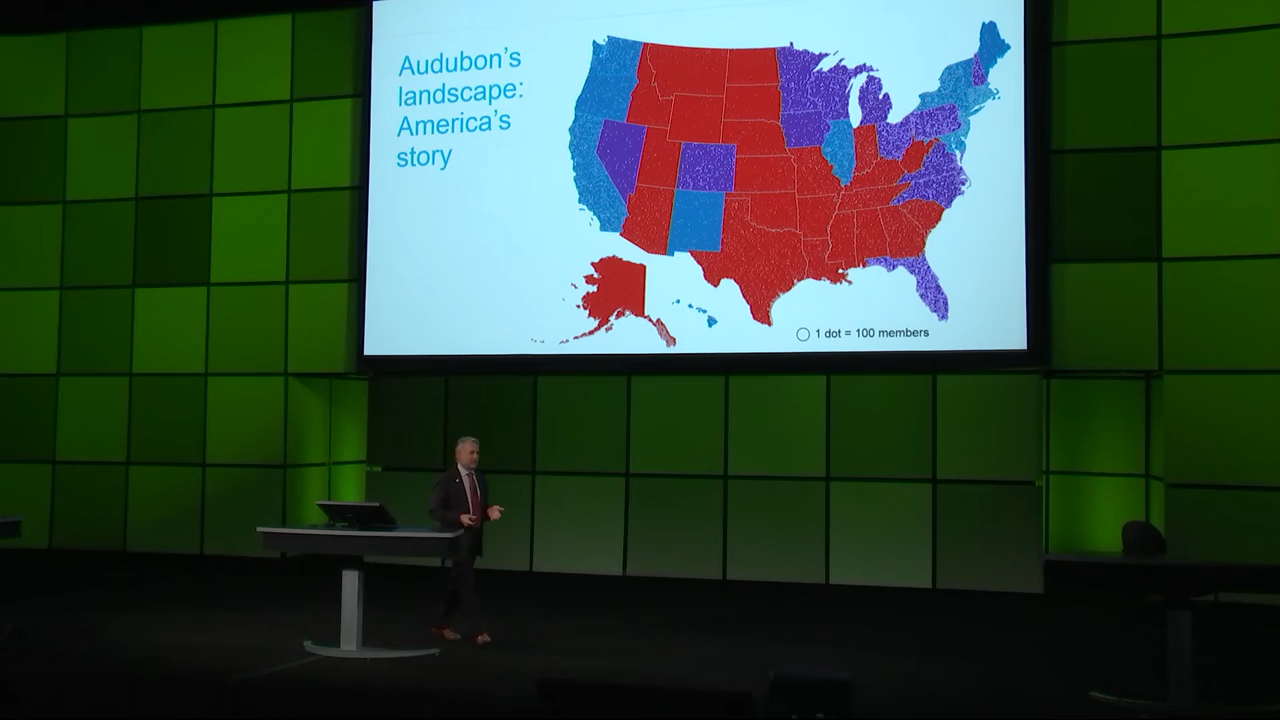 Audubon's
landscape:
America's
story
1 dot = 100 members